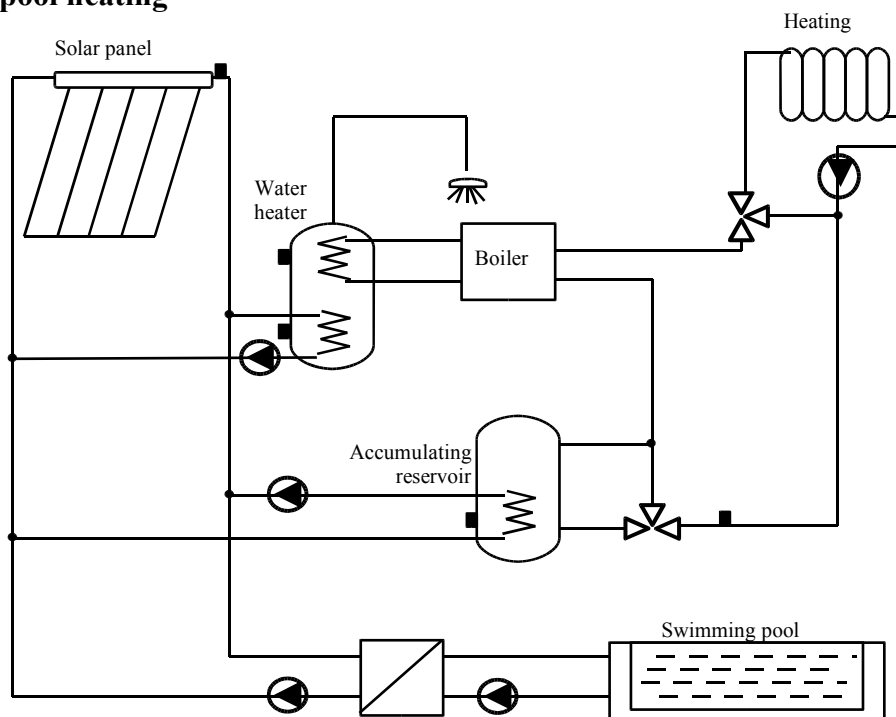 pool heating
Heating
Solar panel
Water
heater
Boiler
Accumulating
reservoir
Swimming pool